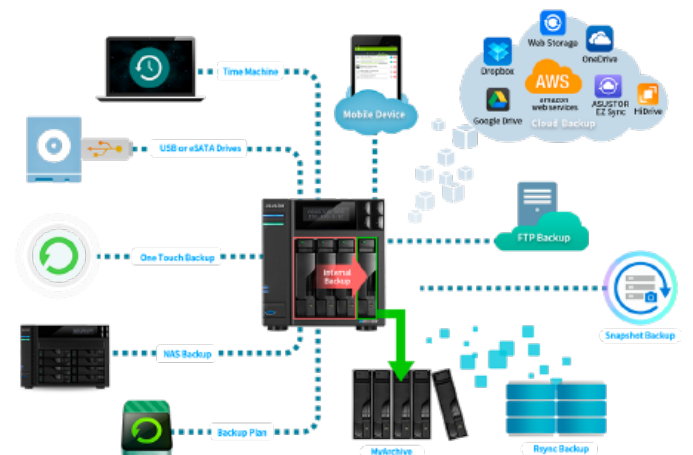 Time Machine
Mobile Device
Dropbox
Web Storage
OneDrive
AWS
amazon
web services
Google Drive
ASUSTOR
EZ Sync
HiDrive
Cloud Backup
USB or eSATA Drives
One Touch Backup
Internal
Backup
FTP Backup
Snapshot Backup
NAS Backup
Backup Plan
MyArchive
Rsync Backup